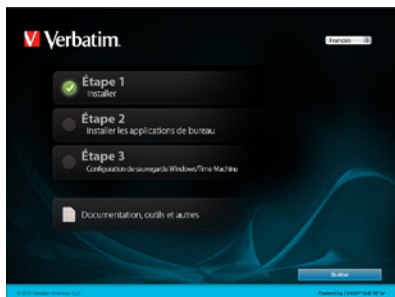 Verbatim.
Francais
Étape 1
Installer
Étape 2
Installer les applications de bureau
Étape 3
Configuration de sauvegarde Windows/Time Machine
Documentation, outils et autres
Quitter